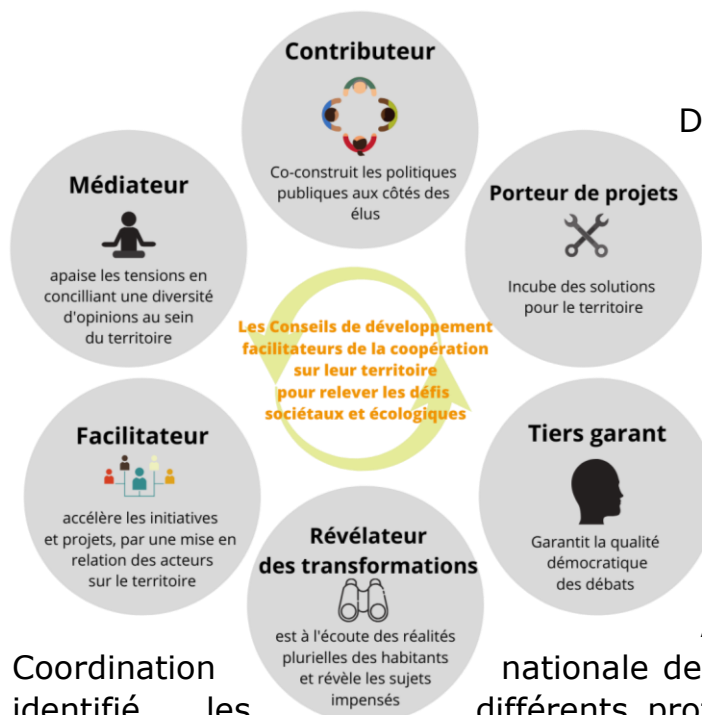 Contributeur
Co-construit les politiques
publiques aux côtés des
élus
D
Médiateur
apaise les tensions en
concilliant une diversité
d'opinions au sein
du territoire
Porteur de projets
Incube des solutions
pour le territoire
Les Conseils de développement
facilitateurs de la coopération
sur leur territoire
pour relever les défis
sociétaux et écologiques
Facilitateur
accélère les initiatives
et projets, par une mise en
relation des acteurs
sur le territoire
Tiers garant
Garantit la qualité
démocratique
des débats
Révélateur
des transformations
est à l'écoute des réalités
plurielles des habitants
et révèle les sujets
impensés
Coordination nationale de
identifié les différents